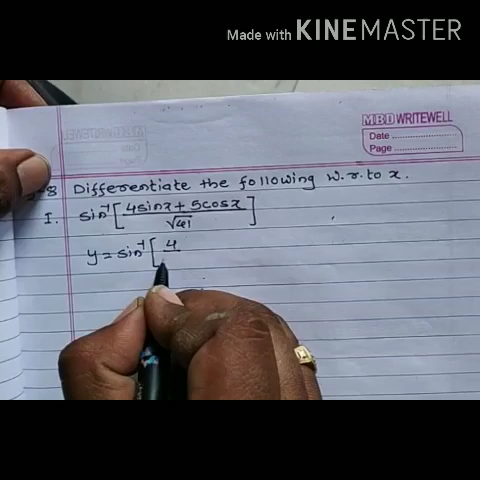 Made with KINEMASTER
MBD WRITEWELL
Date
Page
8 Differentiate the following w.r.to x.
I. sin⁻¹[4sinx + 5cosx / √41]
y = sin⁻¹[4